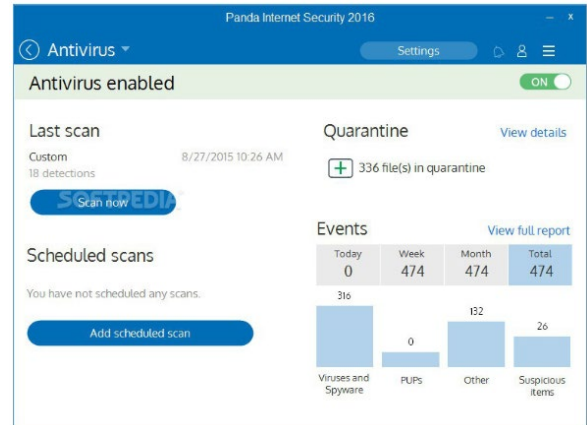 Panda Internet Security 2016
Antivirus
Settings
Antivirus enabled
ON
Last scan
Custom 8/27/2015 10:26 AM
18 detections
Scan now
SOFTPEDIA
Scheduled scans
You have not scheduled any scans.
Add scheduled scan
Quarantine View details
336 file(s) in quarantine
Events View full report
Today Week Month Total
0 474 474 474
316 0 132 26
Viruses and Spyware
PUPs
Other
Suspicious items